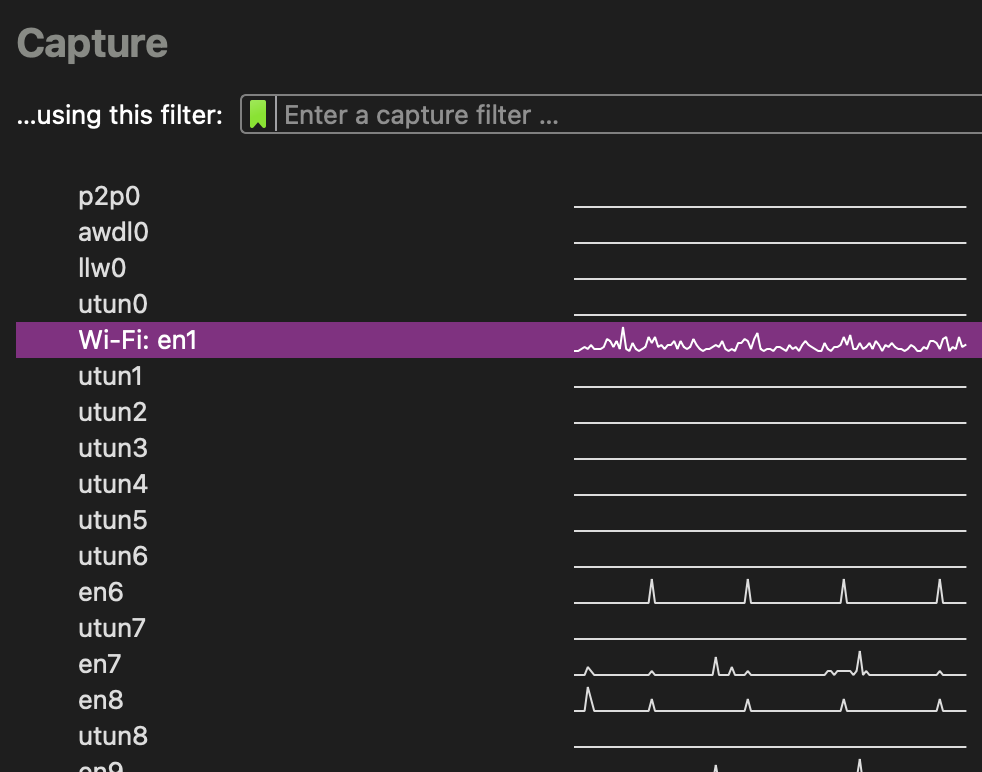 Capture
...using this filter: Enter a capture filter ...
p2p0
awdl0
llw0
utun0
Wi-Fi: en1
utun1
utun2
utun3
utun4
utun5
utun6
en6
utun7
en7
en8
utun8
en9